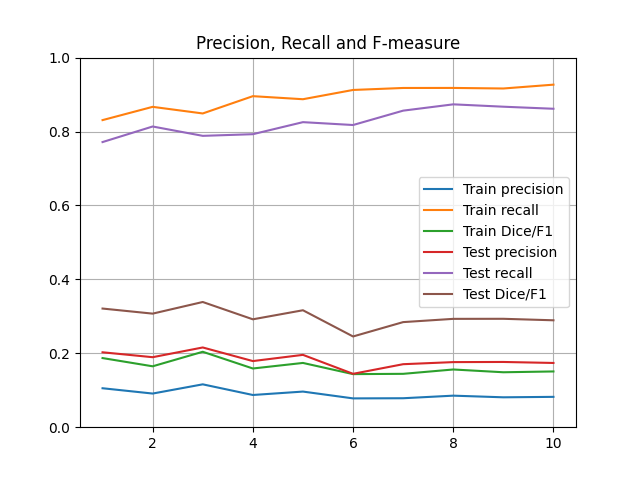 Precision, Recall and F-measure
1.0
0.8
0.6
0.4
0.2
0.0
Train precision
Train recall
Train Dice/F1
Test precision
Test recall
Test Dice/F1
2 4 6 8 10